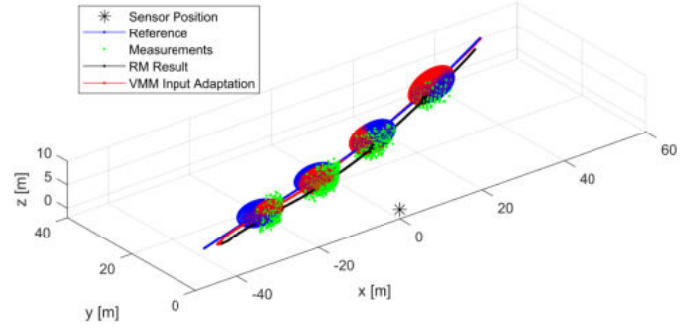 Sensor Position
Reference
Measurements
RM Result
VMM Input Adaptation
10
5
0
40
20
0
z [m]
y [m]
-40
-20
0
20
40
60
x [m]